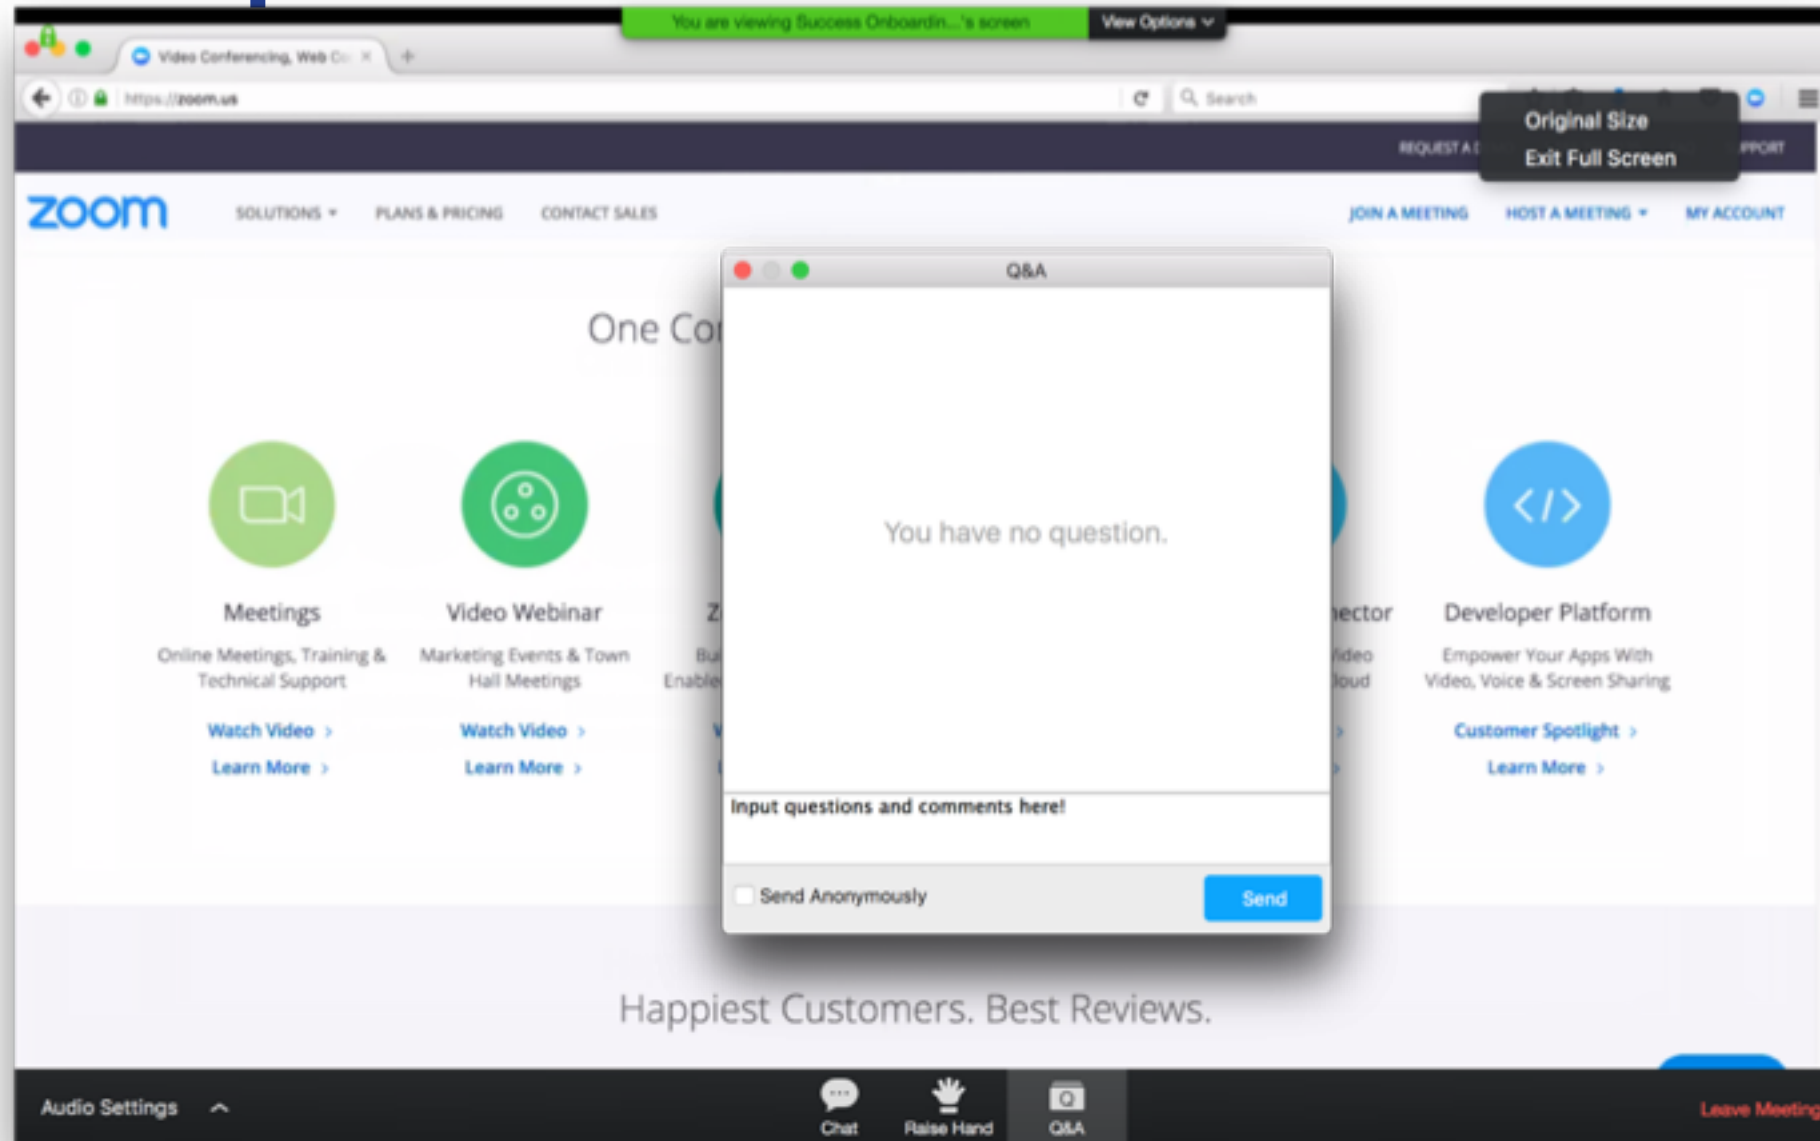 You are viewing Success Onboardin...'s screen
View Options
Video Conferencing, Web Co
https://zoom.us
Search
Original Size
Exit Full Screen
REQUEST A D
PPORT
zoom
SOLUTIONS
PLANS & PRICING
CONTACT SALES
JOIN A MEETING
HOST A MEETING
MY ACCOUNT
Q&A
One Co
You have no question.
Meetings
Online Meetings, Training &
Technical Support
Watch Video >
Learn More >
Video Webinar
Marketing Events & Town
Hall Meetings
Watch Video >
Learn More >
Z
Bu
Enable
ector
ideo
loud
Developer Platform
Empower Your Apps With
Video, Voice & Screen Sharing
Customer Spotlight >
Learn More >
Input questions and comments here!
Send Anonymously
Send
Happiest Customers. Best Reviews.
Audio Settings
Chat
Raise Hand
Q
Q&A
Leave Meeting